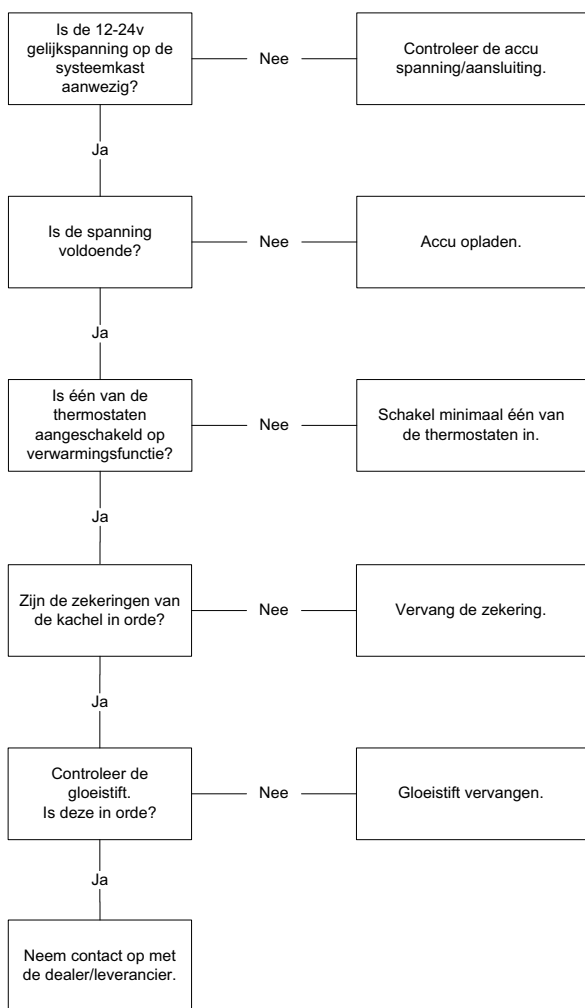 Is de 12-24v
gelijkspanning op de
systeemkast
aanwezig?
Nee
Controleer de accu
spanning/aansluiting.
Ja
Is de spanning
voldoende?
Nee
Accu opladen.
Ja
Is één van de
thermostaten
aangeschakeld op
verwarmingsfunctie?
Nee
Schakel minimaal één van
de thermostaten in.
Ja
Zijn de zekeringen van
de kachel in orde?
Nee
Vervang de zekering.
Ja
Controleer de
gloeistift.
Is deze in orde?
Nee
Gloeistift vervangen.
Ja
Neem contact op met
de dealer/leverancier.